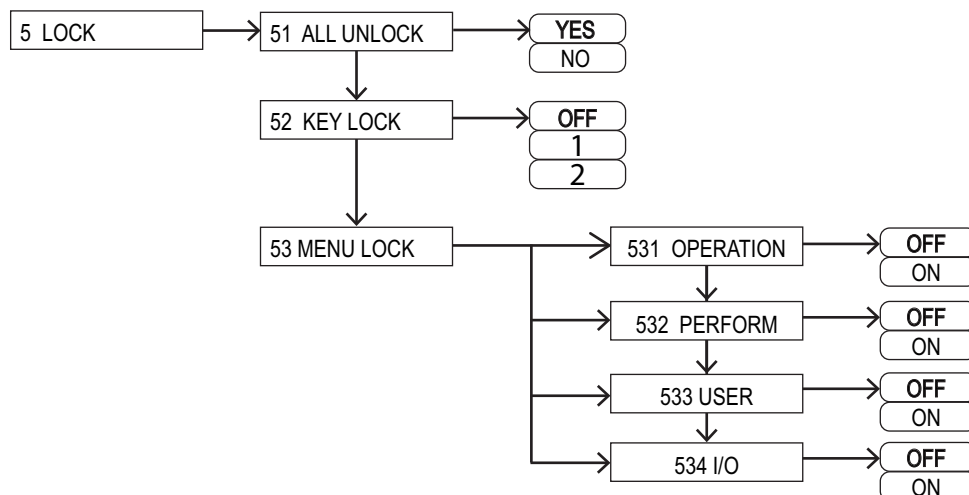 5 LOCK
51 ALL UNLOCK
YES
NO
52 KEY LOCK
OFF
1
2
53 MENU LOCK
531 OPERATION
OFF
ON
532 PERFORM
OFF
ON
533 USER
OFF
ON
534 I/O
OFF
ON